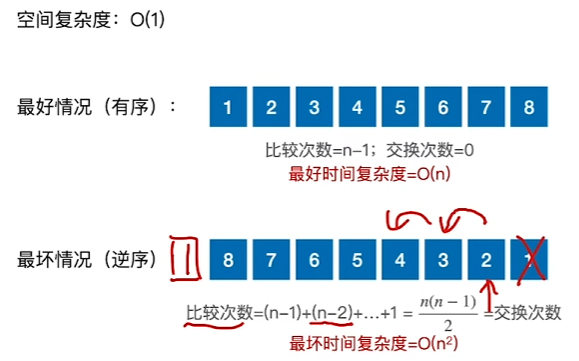 空间复杂度：O(1)
最好情况（有序）： 1 2 3 4 5 6 7 8
比较次数=n–1；交换次数=0
最好时间复杂度=O(n)
最坏情况（逆序） 8 7 6 5 4 3 2 1
比较次数=(n–1)+(n–2)+…+1 = n(n − 1)/2 =交换次数
最坏时间复杂度=O(n²)